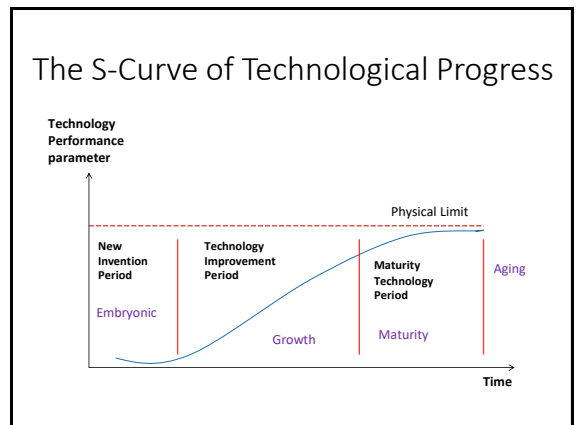 The S-Curve of Technological Progress
Technology
Performance
parameter
Physical Limit
New
Invention
Period
Technology
Improvement
Period
Maturity
Technology
Period
Aging
Embryonic
Growth
Maturity
Time